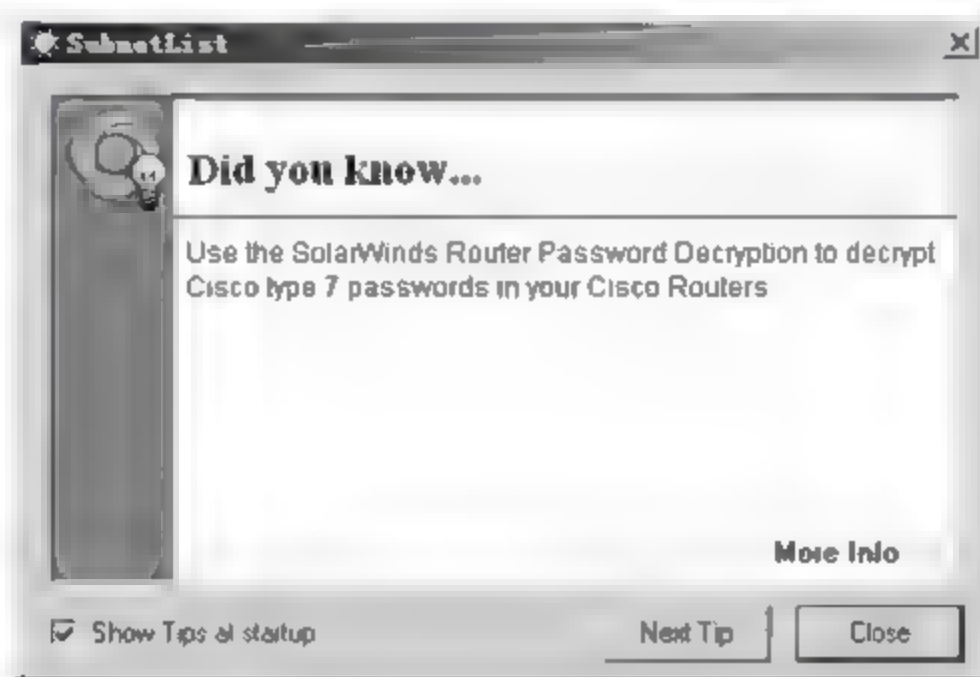 SubnetList
Did you know...
Use the SolarWinds Router Password Decryption to decrypt
Cisco type 7 passwords in your Cisco Routers
More Info
Show Tips at startup
Next Tip
Close